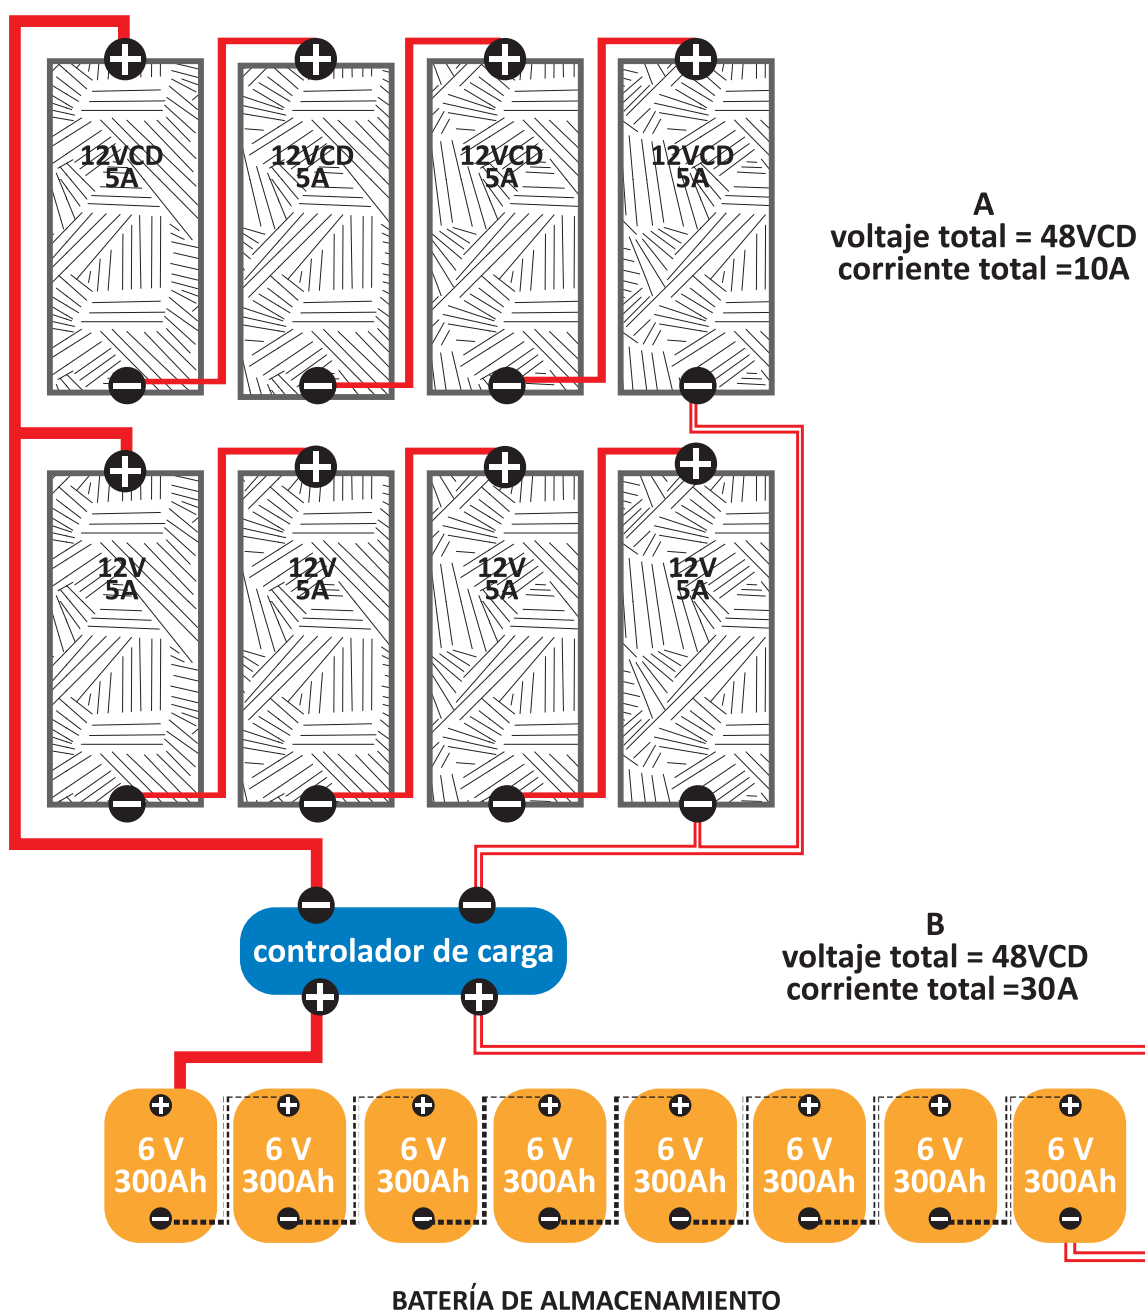 12VCD
5A
12VCD
5A
12VCD
5A
12VCD
5A
A
voltaje total = 48VCD
corriente total =10A
12V
5A
12V
5A
12V
5A
12V
5A
controlador de carga
B
voltaje total = 48VCD
corriente total =30A
6 V
300Ah
6 V
300Ah
6 V
300Ah
6 V
300Ah
6 V
300Ah
6 V
300Ah
6 V
300Ah
6 V
300Ah
BATERÍA DE ALMACENAMIENTO